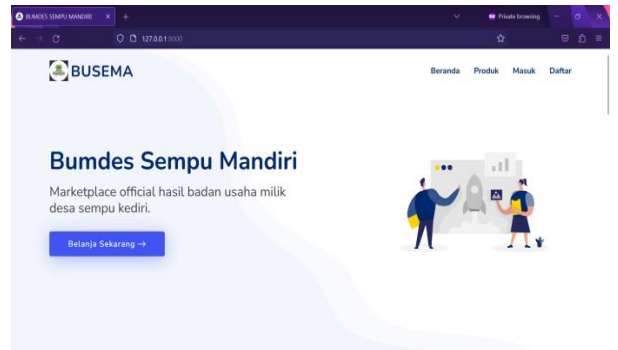 BUMDES SEMPU MANDIRI
Private browsing
127.0.0.1:8000
BUSEMA
Beranda Produk Masuk Daftar
Bumdes Sempu Mandiri
Marketplace official hasil badan usaha milik
desa sempu kediri.
Belanja Sekarang →